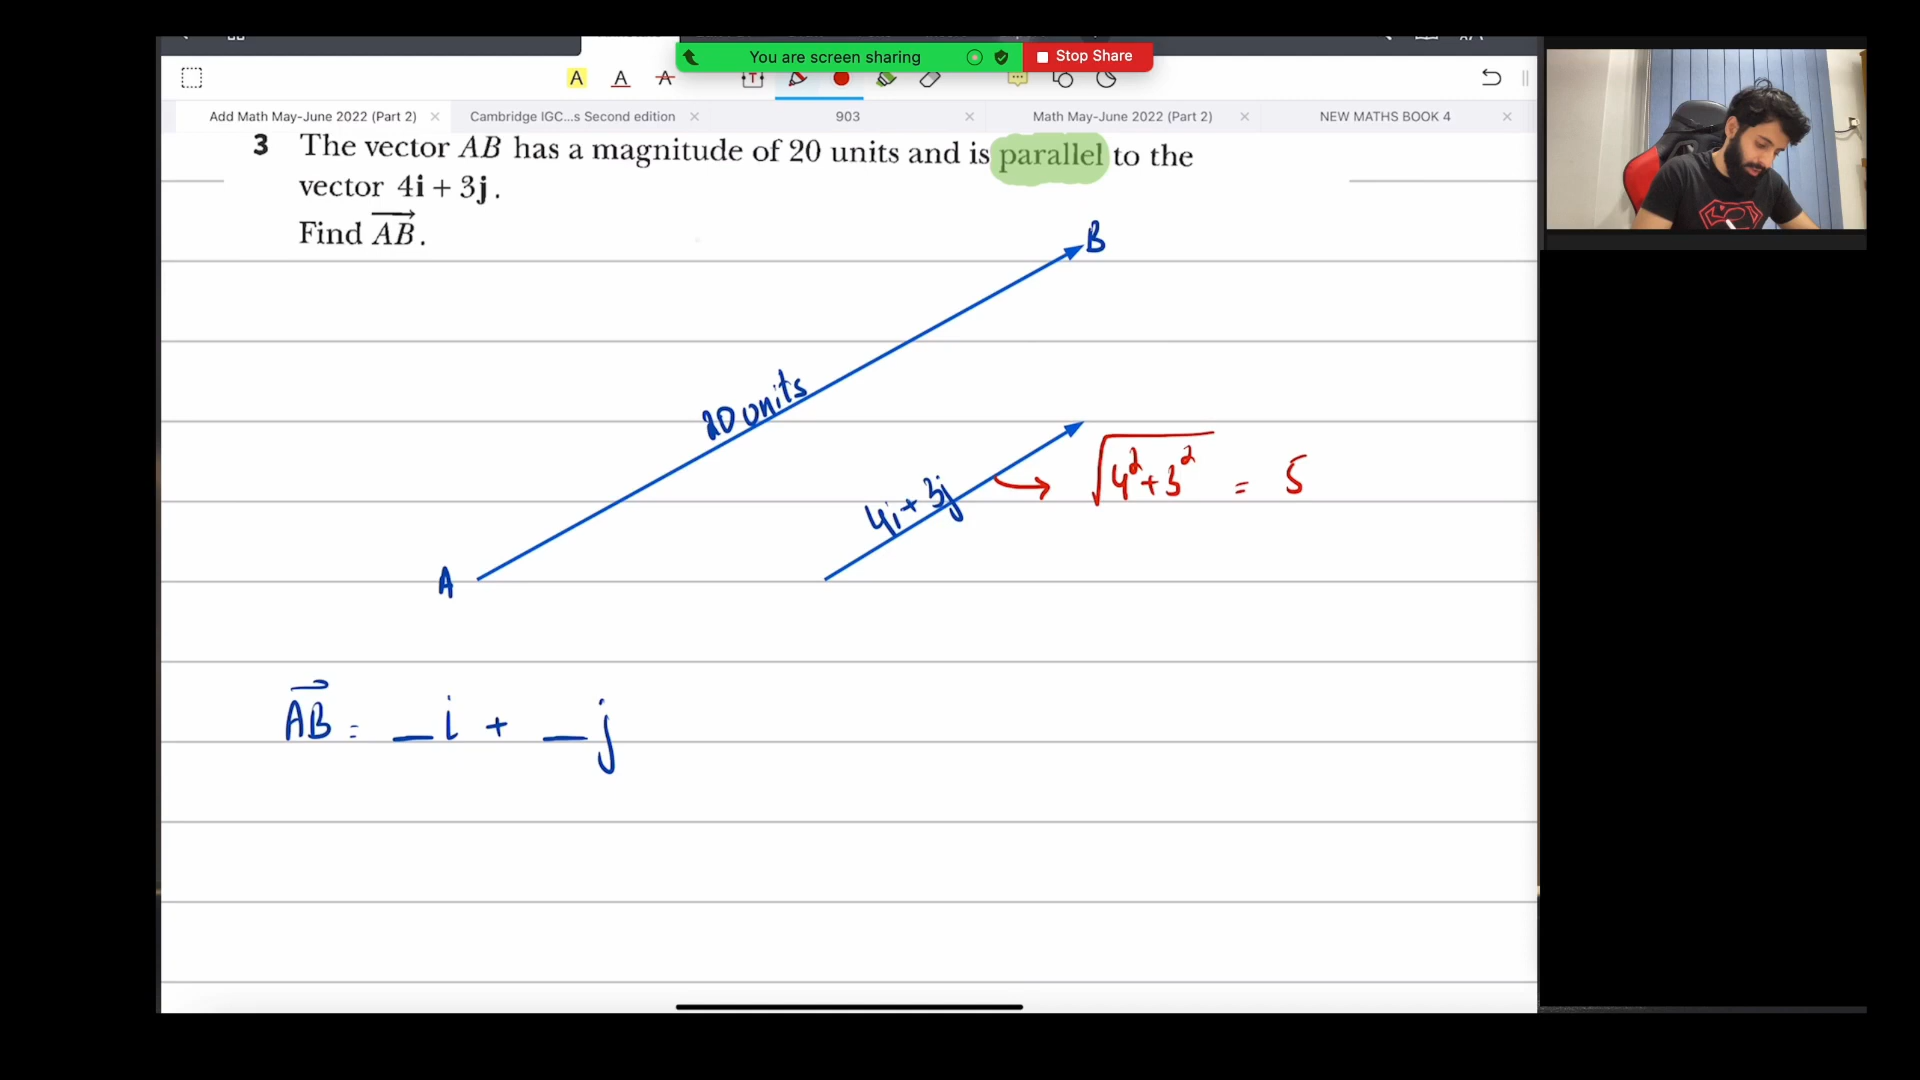 You are screen sharing
Stop Share
Add Math May-June 2022 (Part 2)
Cambridge IGC...s Second edition
903
Math May-June 2022 (Part 2)
NEW MATHS BOOK 4
3 The vector AB has a magnitude of 20 units and is parallel to the
vector 4i + 3j.
Find \overrightarrow{AB}.
B
20 units
4i + 3j
√(4² + 3²) = 5
A
\overrightarrow{AB} = _i + _j